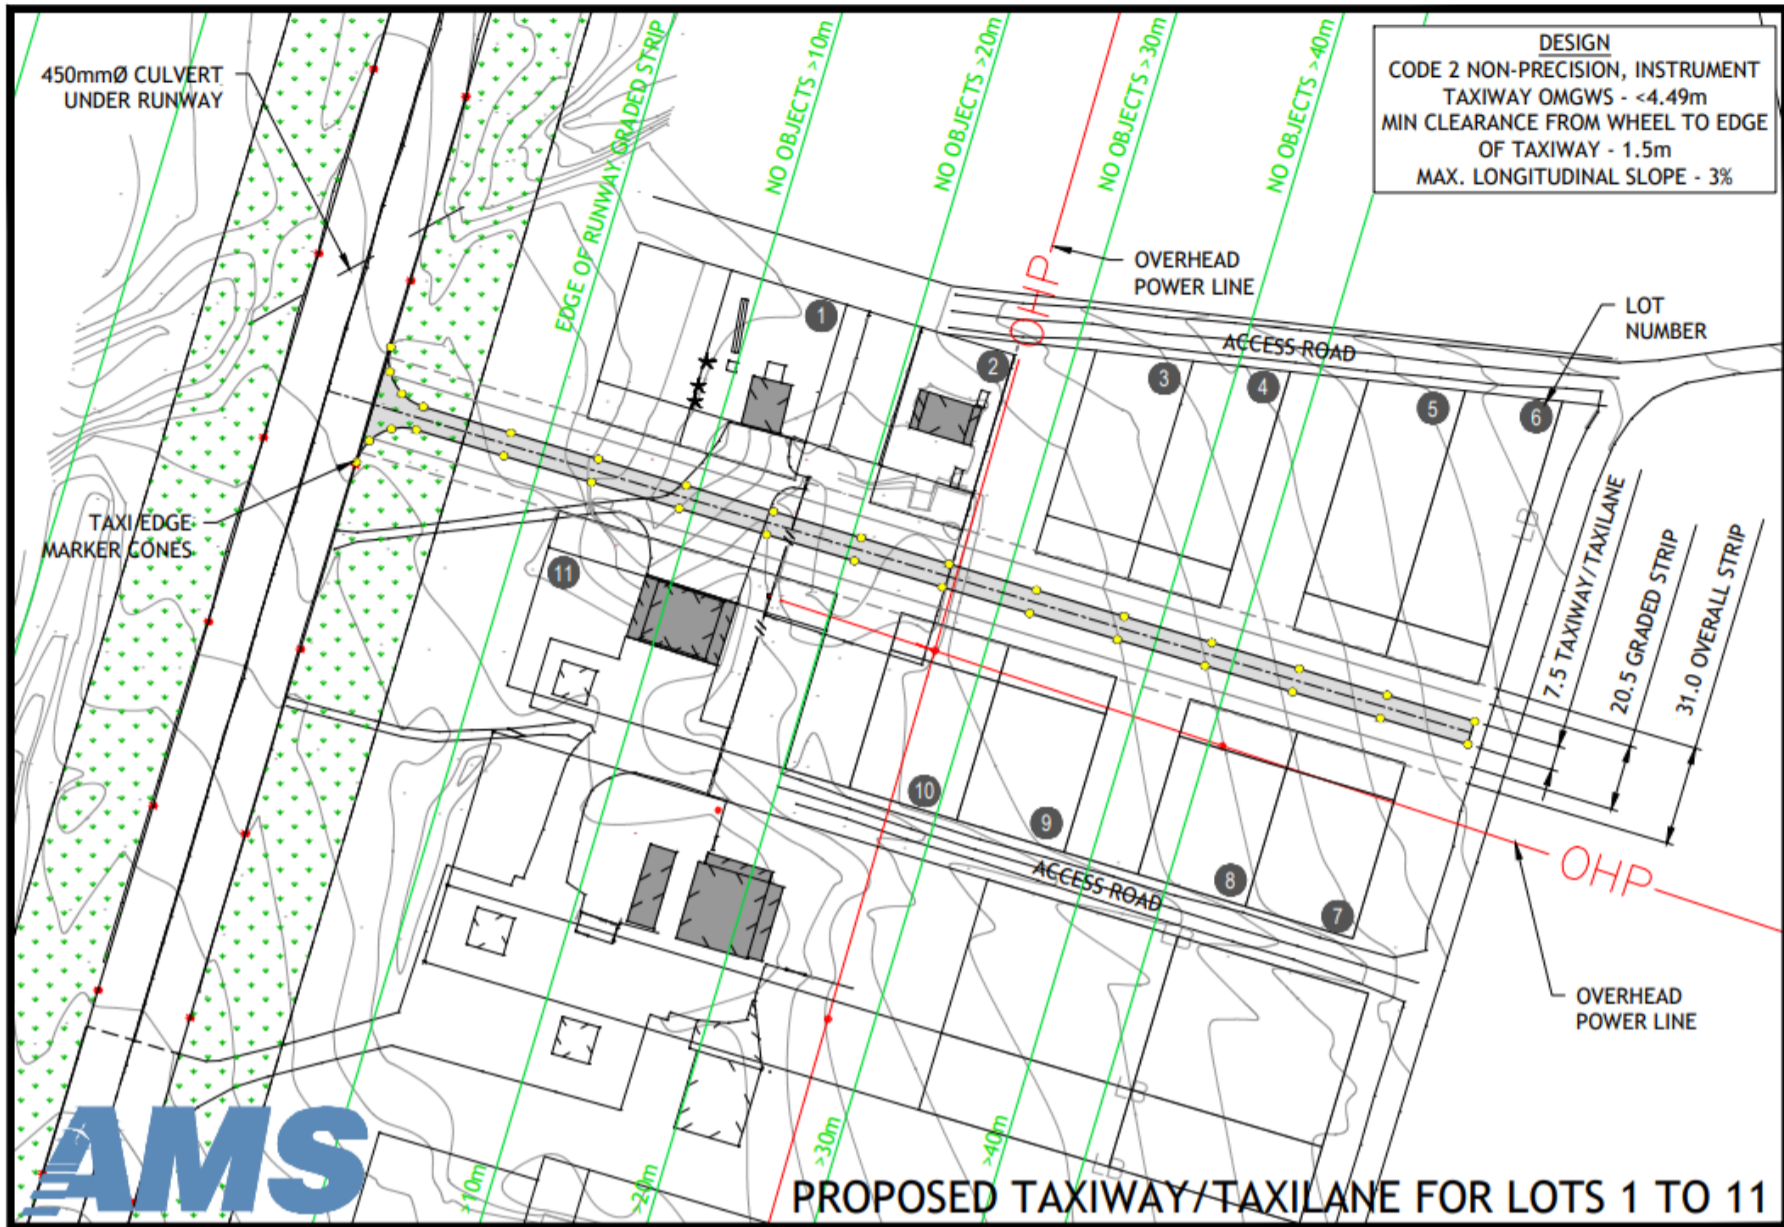 DESIGN
CODE 2 NON-PRECISION, INSTRUMENT
TAXIWAY OMGWS - <4.49m
MIN CLEARANCE FROM WHEEL TO EDGE
OF TAXIWAY - 1.5m
MAX. LONGITUDINAL SLOPE - 3%
450mmØ CULVERT
UNDER RUNWAY
EDGE OF RUNWAY GRADED STRIP
NO OBJECTS >10m
NO OBJECTS >20m
NO OBJECTS >30m
NO OBJECTS >40m
OVERHEAD
POWER LINE
OHP
LOT
NUMBER
ACCESS ROAD
1
2
3
4
5
6
TAXI EDGE
MARKER CONES
11
7.5 TAXIWAY/TAXILANE
20.5 GRADED STRIP
31.0 OVERALL STRIP
10
9
8
7
ACCESS ROAD
OHP
OVERHEAD
POWER LINE
>10m
>20m
>30m
>40m
AMS
PROPOSED TAXIWAY/TAXILANE FOR LOTS 1 TO 11